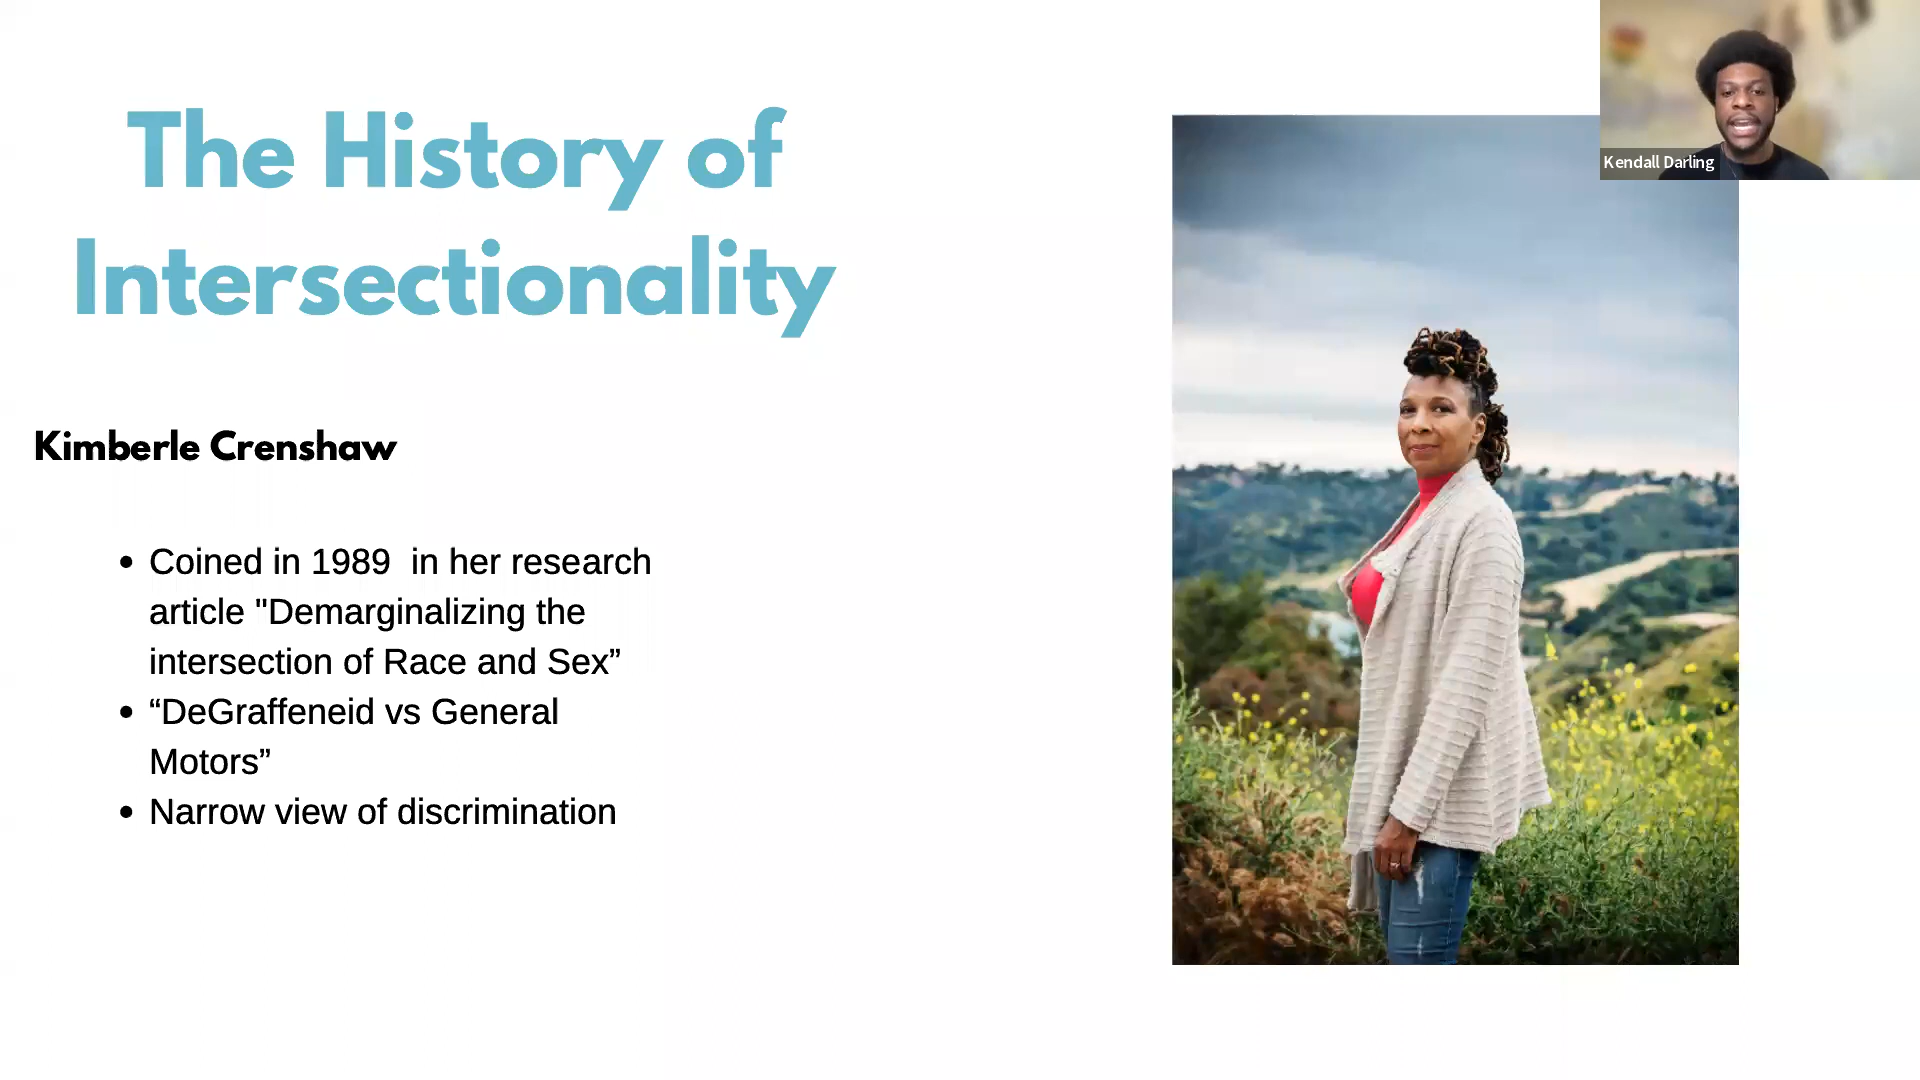 The History of
Intersectionality
Kendall Darling
Kimberle Crenshaw
• Coined in 1989  in her research
article "Demarginalizing the
intersection of Race and Sex”
• “DeGraffeneid vs General
Motors”
• Narrow view of discrimination